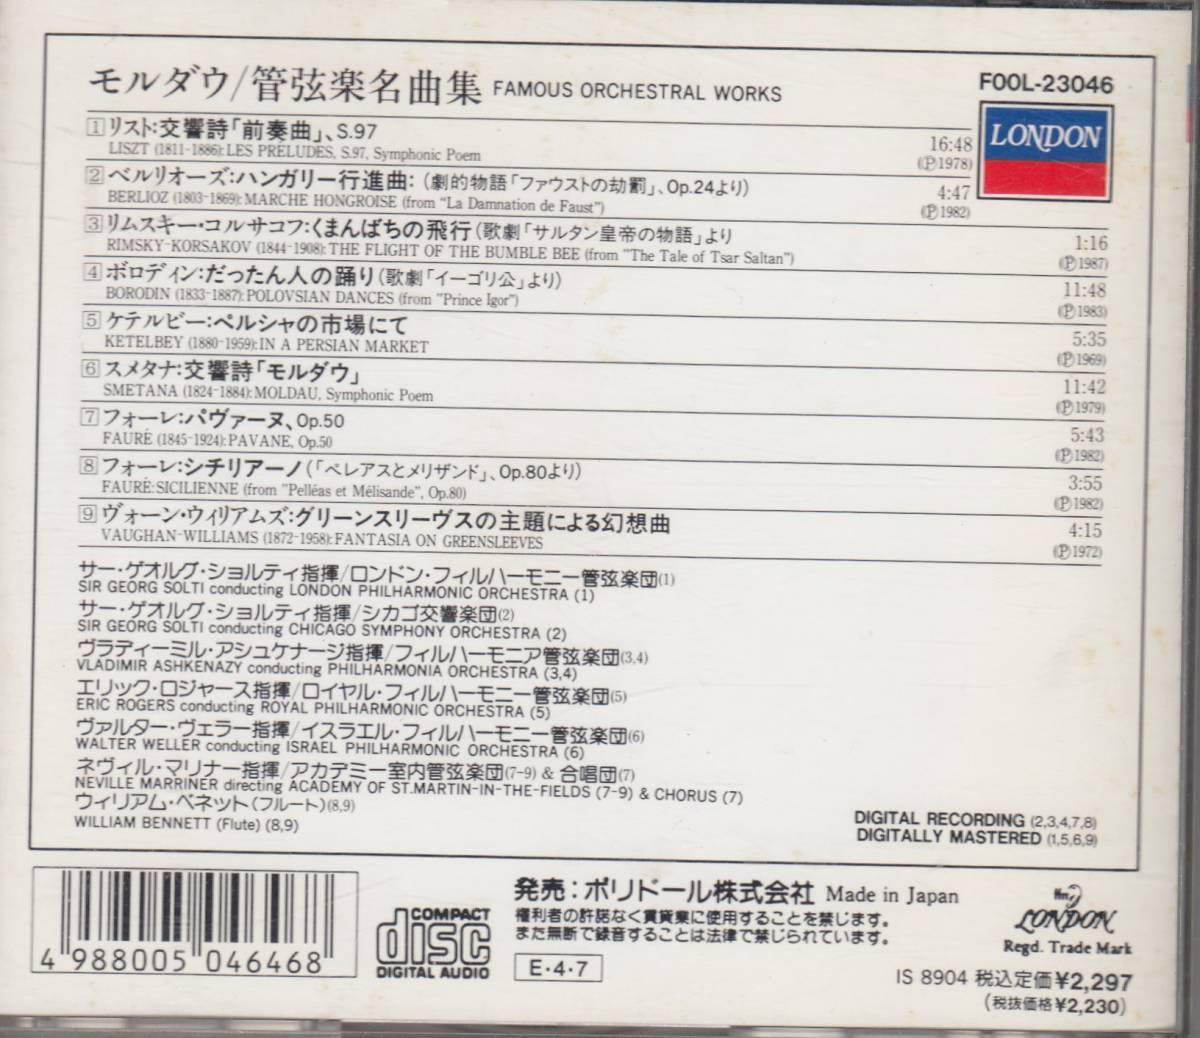 モルダウ/管弦楽名曲集 FAMOUS ORCHESTRAL WORKS
FOOL-23046
LONDON
1 リスト:交響詩「前奏曲」、S.97 16:48
LISZT (1811-1886): LES PRELUDES, S.97, Symphonic Poem (℗1978)
2 ベルリオーズ:ハンガリー行進曲:(劇的物語「ファウストの劫罰」、Op.24より) 4:47
BERLIOZ (1803-1869): MARCHE HONGROISE (from "La Damnation de Faust") (℗1982)
3 リムスキー・コルサコフ:くまんばちの飛行(歌劇「サルタン皇帝の物語」より 1:16
RIMSKY-KORSAKOV (1844-1908): THE FLIGHT OF THE BUMBLE BEE (from "The Tale of Tsar Saltan") (℗1987)
4 ボロディン:だったん人の踊り(歌劇「イーゴリ公」より) 11:48
BORODIN (1833-1887): POLOVSIAN DANCES (from "Prince Igor") (℗1983)
5 ケテルビー:ペルシャの市場にて 5:35
KETELBEY (1880-1959): IN A PERSIAN MARKET (℗1969)
6 スメタナ:交響詩「モルダウ」 11:42
SMETANA (1824-1884): MOLDAU, Symphonic Poem (℗1979)
7 フォーレ:パヴァーヌ、Op.50 5:43
FAURÉ (1845-1924): PAVANE, Op.50 (℗1982)
8 フォーレ:シチリアーノ(「ペレアスとメリザンド」、Op.80より) 3:55
FAURÉ: SICILIENNE (from "Pelléas et Mélisande", Op.80) (℗1982)
9 ヴォーン・ウィリアムズ:グリーンスリーヴスの主題による幻想曲 4:15
VAUGHAN-WILLIAMS (1872-1958): FANTASIA ON GREENSLEEVES (℗1972)
サー・ゲオルグ・ショルティ指揮/ロンドン・フィルハーモニー管弦楽団(1)
SIR GEORG SOLTI conducting LONDON PHILHARMONIC ORCHESTRA (1)
サー・ゲオルグ・ショルティ指揮/シカゴ交響楽団(2)
SIR GEORG SOLTI conducting CHICAGO SYMPHONY ORCHESTRA (2)
ヴラディーミル・アシュケナージ指揮/フィルハーモニア管弦楽団(3,4)
VLADIMIR ASHKENAZY conducting PHILHARMONIA ORCHESTRA (3,4)
エリック・ロジャース指揮/ロイヤル・フィルハーモニー管弦楽団(5)
ERIC ROGERS conducting ROYAL PHILHARMONIC ORCHESTRA (5)
ヴァルター・ヴェラー指揮/イスラエル・フィルハーモニー管弦楽団(6)
WALTER WELLER conducting ISRAEL PHILHARMONIC ORCHESTRA (6)
ネヴィル・マリナー指揮/アカデミー室内管弦楽団(7-9) & 合唱団(7)
NEVILLE MARRINER directing ACADEMY OF ST.MARTIN-IN-THE-FIELDS (7-9) & CHORUS (7)
ウィリアム・ベネット(フルート)(8,9)
WILLIAM BENNETT (Flute) (8,9)
DIGITAL RECORDING (2,3,4,7,8)
DIGITALLY MASTERED (1,5,6,9)
4 988005 046468
COMPACT disc DIGITAL AUDIO
発売:ポリドール株式会社 Made in Japan
権利者の許諾なく賃貸業に使用することを禁じます。
また無断で録音することは法律で禁じられています。
E・4・7
LONDON
Regd. Trade Mark
IS 8904 税込定価¥2,297
(税抜価格¥2,230)